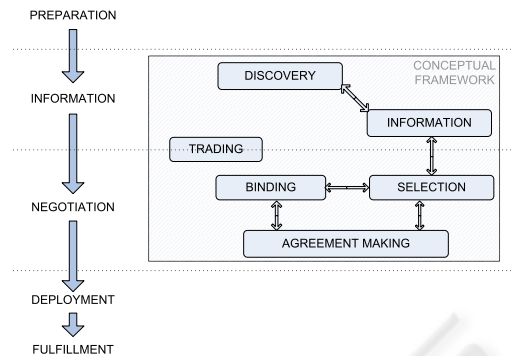 PREPARATION
INFORMATION
NEGOTIATION
DEPLOYMENT
FULFILLMENT
CONCEPTUAL
FRAMEWORK
DISCOVERY
INFORMATION
TRADING
BINDING
SELECTION
AGREEMENT MAKING